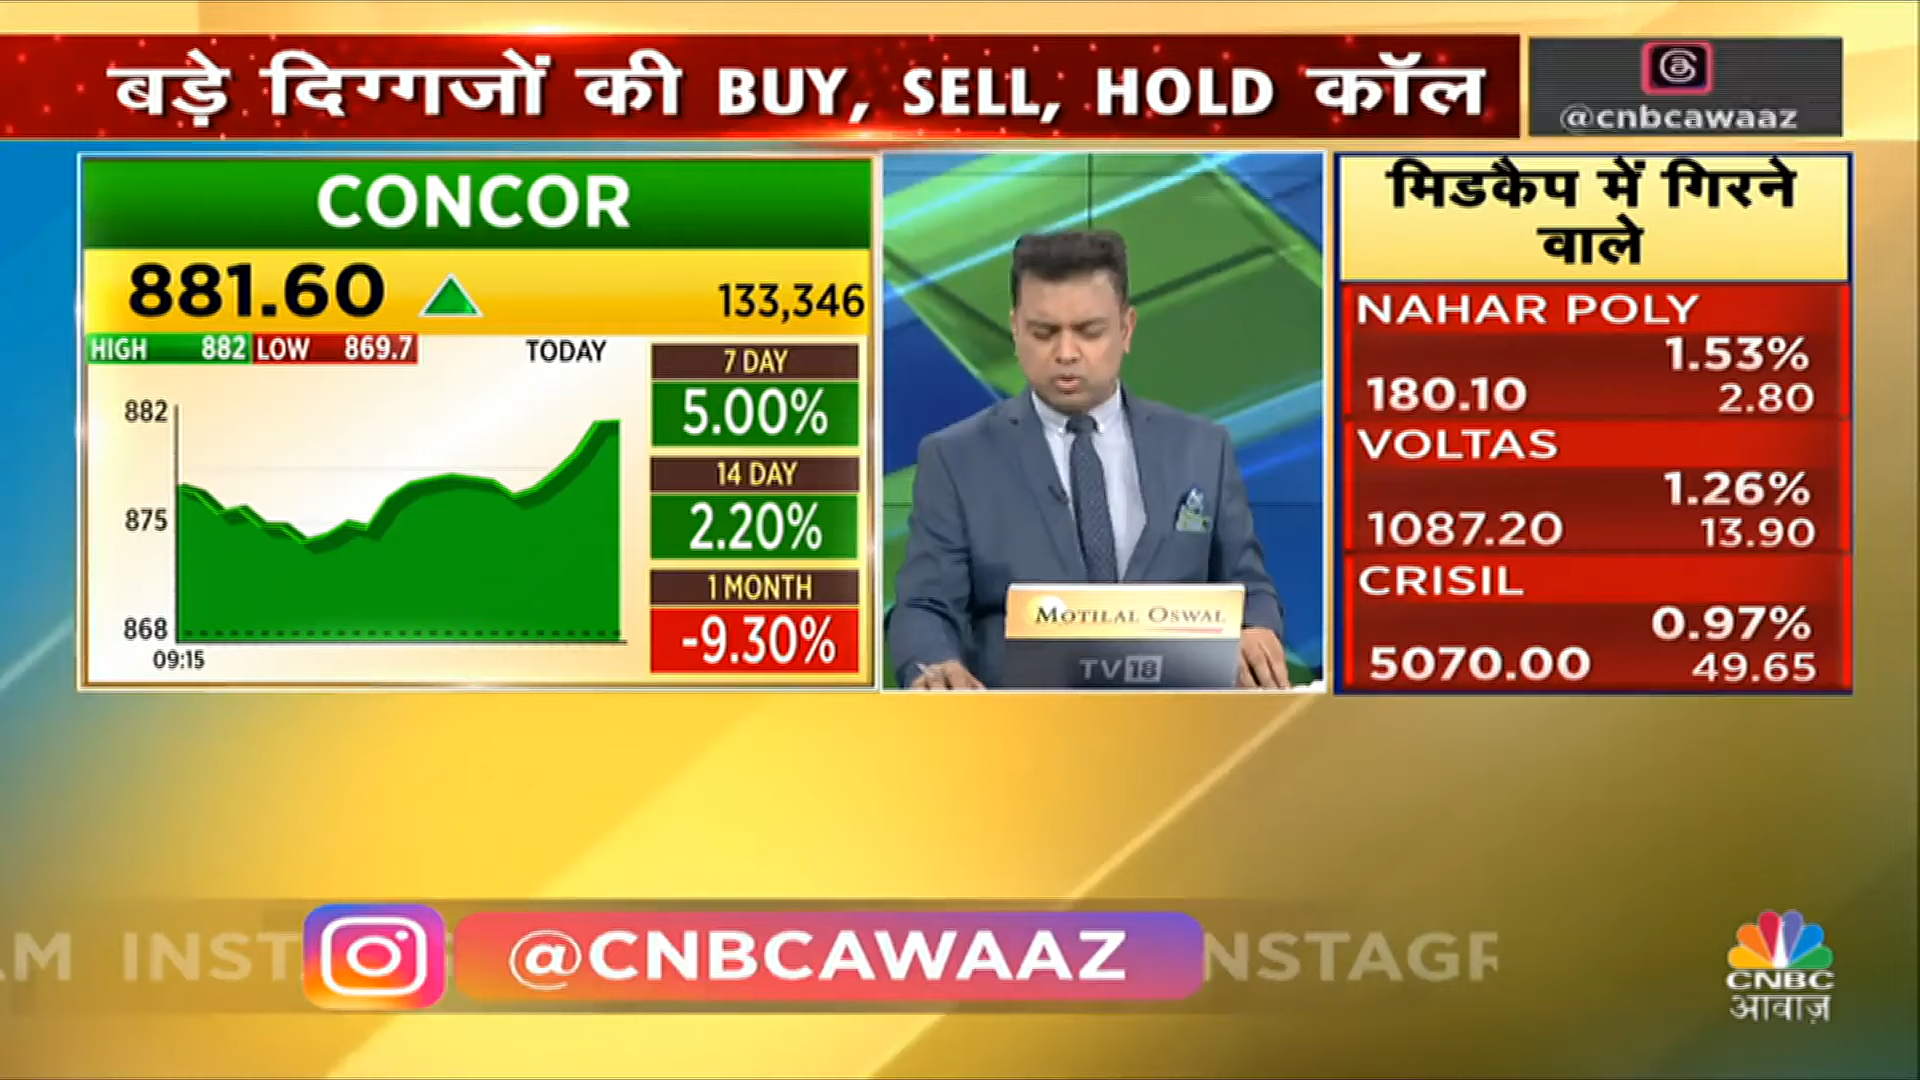 बड़े दिग्गजों की BUY, SELL, HOLD कॉल
@cnbcawaaz
CONCOR
881.60
133,346
HIGH 882 LOW 869.7
TODAY
882
875
868
09:15
7 DAY
5.00%
14 DAY
2.20%
1 MONTH
-9.30%
MOTILAL OSWAL
TV18
मिडकैप में गिरने
वाले
NAHAR POLY
1.53%
180.10 2.80
VOLTAS
1.26%
1087.20 13.90
CRISIL
0.97%
5070.00 49.65
@CNBCAWAAZ
CNBC
आवाज़